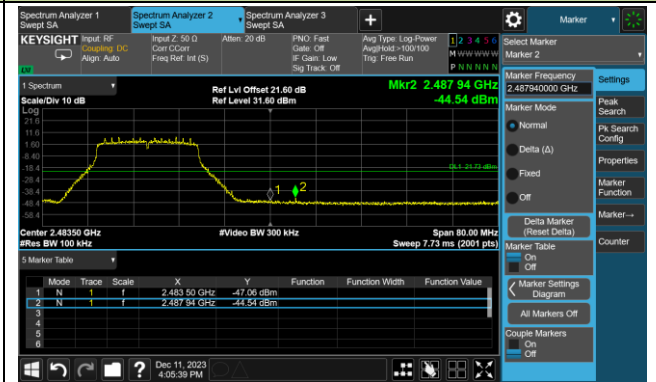 Spectrum Analyzer 1
Swept SA
Spectrum Analyzer 2
Swept SA
Spectrum Analyzer 3
Swept SA
+
Marker
KEYSIGHT
Input: RF
Coupling: DC
Align: Auto
Input Z: 50 Ω
Corr CCorr
Freq Ref: Int (S)
Atten: 20 dB
PNO: Fast
Gate: Off
IF Gain: Low
Sig Track: Off
Avg Type: Log-Power
Avg|Hold:>100/100
Trig: Free Run
1 2 3 4 5 6
M W W W W W
P N N N N N
Select Marker
Marker 2
1 Spectrum
Scale/Div 10 dB
Log
Ref Lvl Offset 21.60 dB
Ref Level 31.60 dBm
Mkr2 2.487 94 GHz
-44.54 dBm
21.6
11.6
1.60
-8.40
-18.4
-28.4
-38.4
-48.4
-58.4
DL1 -21.73 dBm
1
2
Center 2.48350 GHz
#Res BW 100 kHz
#Video BW 300 kHz
Span 80.00 MHz
Sweep 7.73 ms (2001 pts)
5 Marker Table
Mode Trace Scale X Y Function Function Width Function Value
1 N 1 f 2.483 50 GHz -47.06 dBm
2 N 1 f 2.487 94 GHz -44.54 dBm
3
4
5
6
Marker Frequency
2.487940000 GHz
Marker Mode
Normal
Delta (Δ)
Fixed
Off
Delta Marker
(Reset Delta)
Marker Table
On
Off
Marker Settings
Diagram
All Markers Off
Couple Markers
On
Off
Settings
Peak
Search
Pk Search
Config
Properties
Marker
Function
Marker→
Counter
?
Dec 11, 2023
4:05:39 PM